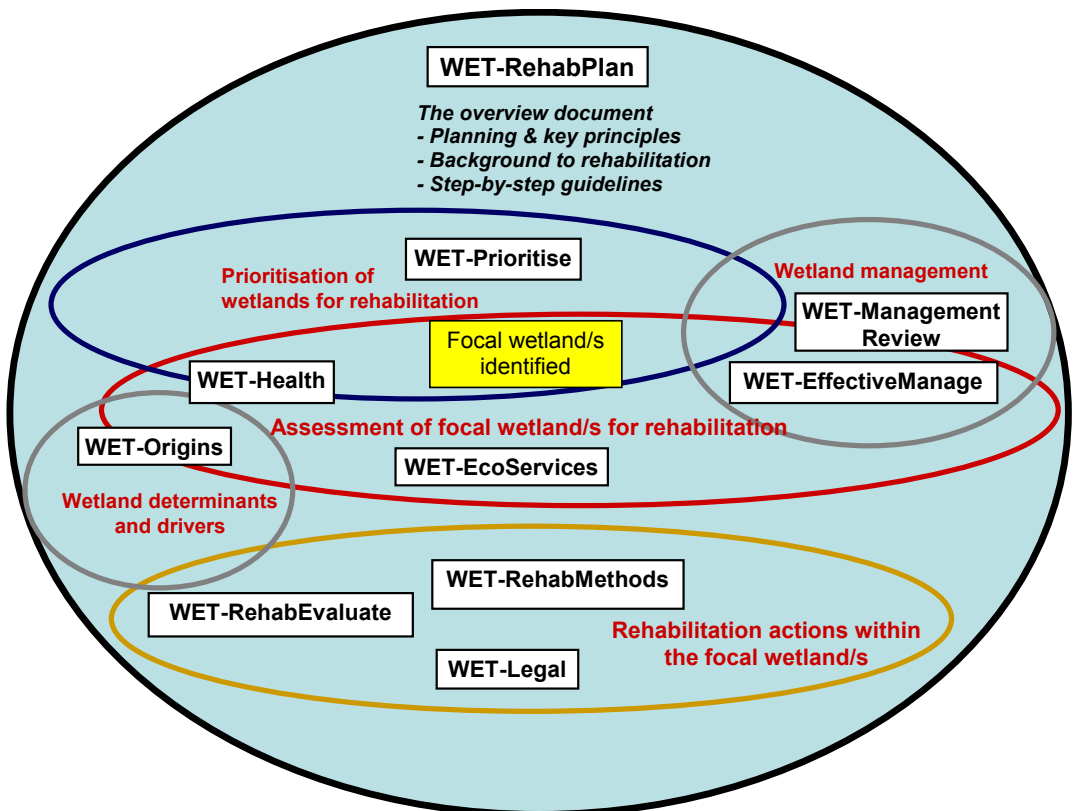 WET-RehabPlan
The overview document
- Planning & key principles
- Background to rehabilitation
- Step-by-step guidelines
WET-Prioritise
Prioritisation of
wetlands for rehabilitation
Wetland management
WET-Management
Review
Focal wetland/s
identified
WET-Health
WET-EffectiveManage
Assessment of focal wetland/s for rehabilitation
WET-Origins
WET-EcoServices
Wetland determinants
and drivers
WET-RehabMethods
WET-RehabEvaluate
Rehabilitation actions within
the focal wetland/s
WET-Legal